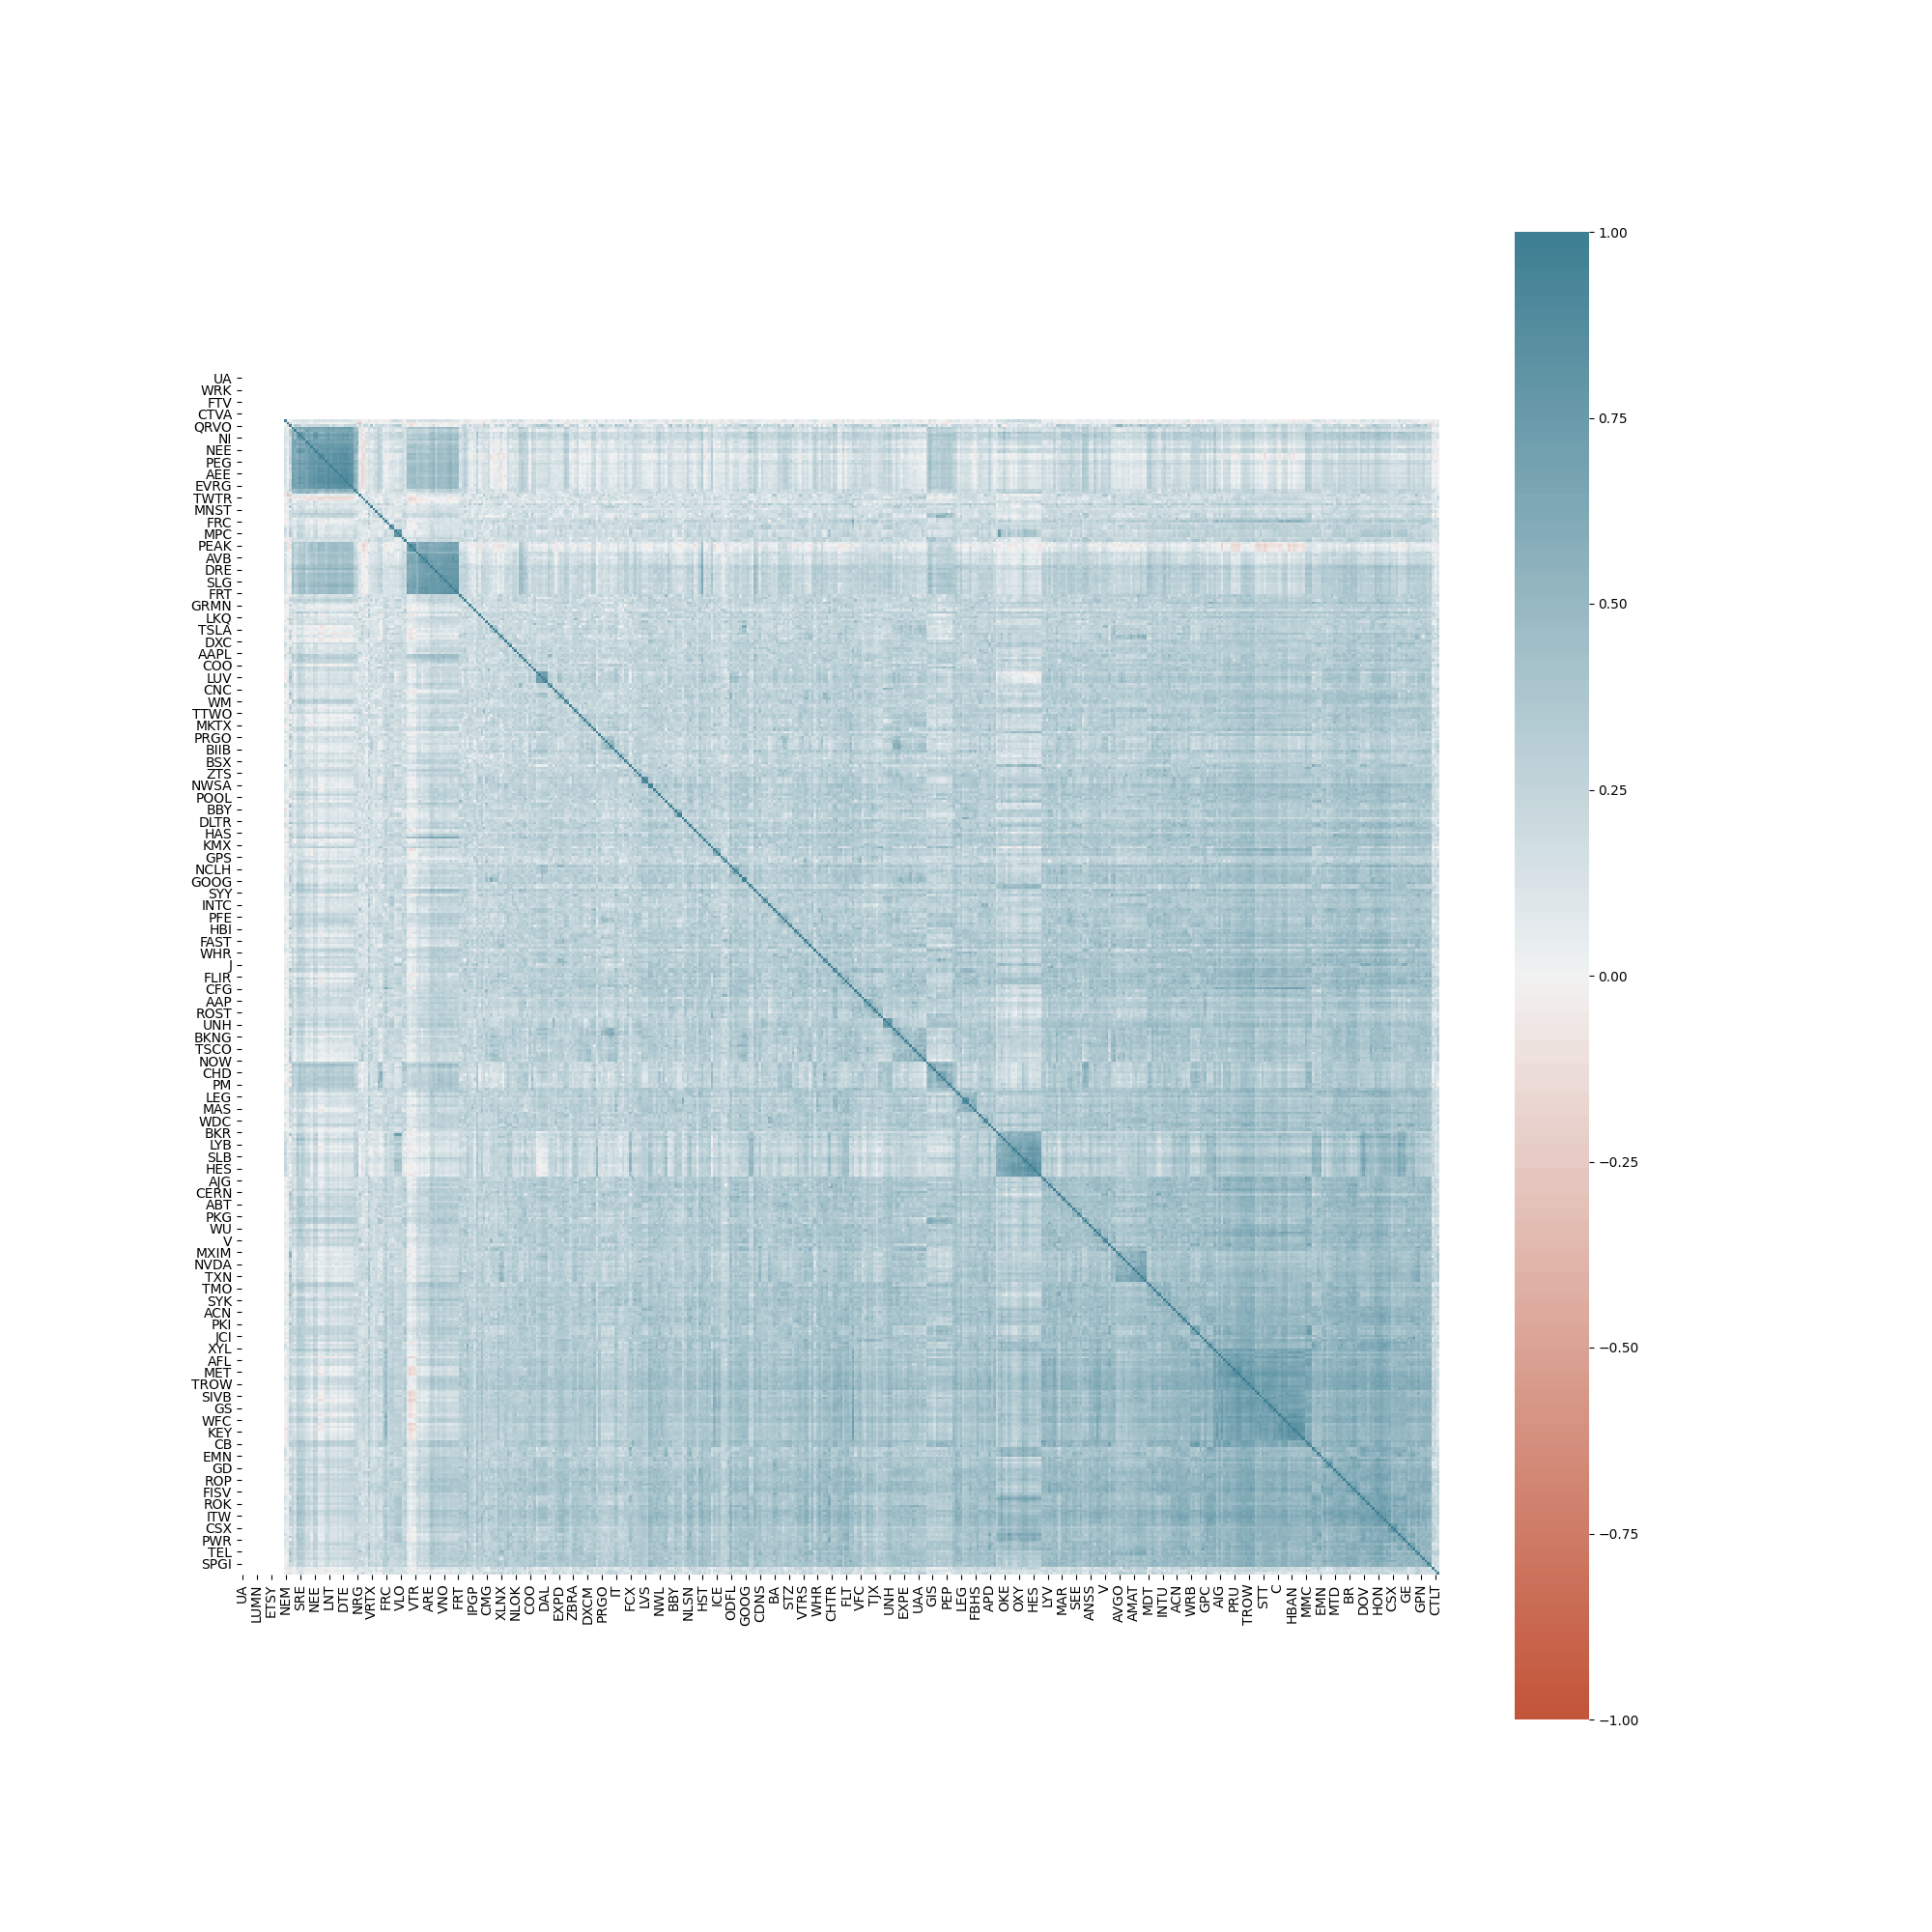 UA
WRK
FTV
CTVA
QRVO
NI
NEE
PEG
AEE
EVRG
TWTR
MNST
FRC
MPC
PEAK
AVB
DRE
SLG
FRT
GRMN
LKQ
TSLA
DXC
AAPL
COO
LUV
CNC
WM
TTWO
MKTX
PRGO
BIIB
BSX
ZTS
NWSA
POOL
BBY
DLTR
HAS
KMX
GPS
NCLH
GOOG
SYY
INTC
PFE
HBI
FAST
WHR
J
FLIR
CFG
AAP
ROST
UNH
BKNG
TSCO
NOW
CHD
PM
LEG
MAS
WDC
BKR
LYB
SLB
HES
AJG
CERN
ABT
PKG
WU
V
MXIM
NVDA
TXN
TMO
SYK
ACN
PKI
JCI
XYL
AFL
MET
TROW
SIVB
GS
WFC
KEY
CB
EMN
GD
ROP
FISV
ROK
ITW
CSX
PWR
TEL
SPGI
UA
LUMN
ETSY
NEM
SRE
NEE
LNT
DTE
NRG
VRTX
FRC
VLO
VTR
ARE
VNO
FRT
IPGP
CMG
XLNX
NLOK
COO
DAL
EXPD
ZBRA
DXCM
PRGO
IT
FCX
LVS
NWL
BBY
NLSN
HST
ICE
ODFL
GOOG
CDNS
BA
STZ
VTRS
WHR
CHTR
FLT
VFC
TJX
UNH
EXPE
UAA
GIS
PEP
LEG
FBHS
APD
OKE
OXY
HES
LYV
MAR
SEE
ANSS
V
AVGO
AMAT
MDT
INTU
ACN
WRB
GPC
AIG
PRU
TROW
STT
C
HBAN
MMC
EMN
MTD
BR
DOV
HON
CSX
GE
GPN
CTLT
1.00
0.75
0.50
0.25
0.00
−0.25
−0.50
−0.75
−1.00